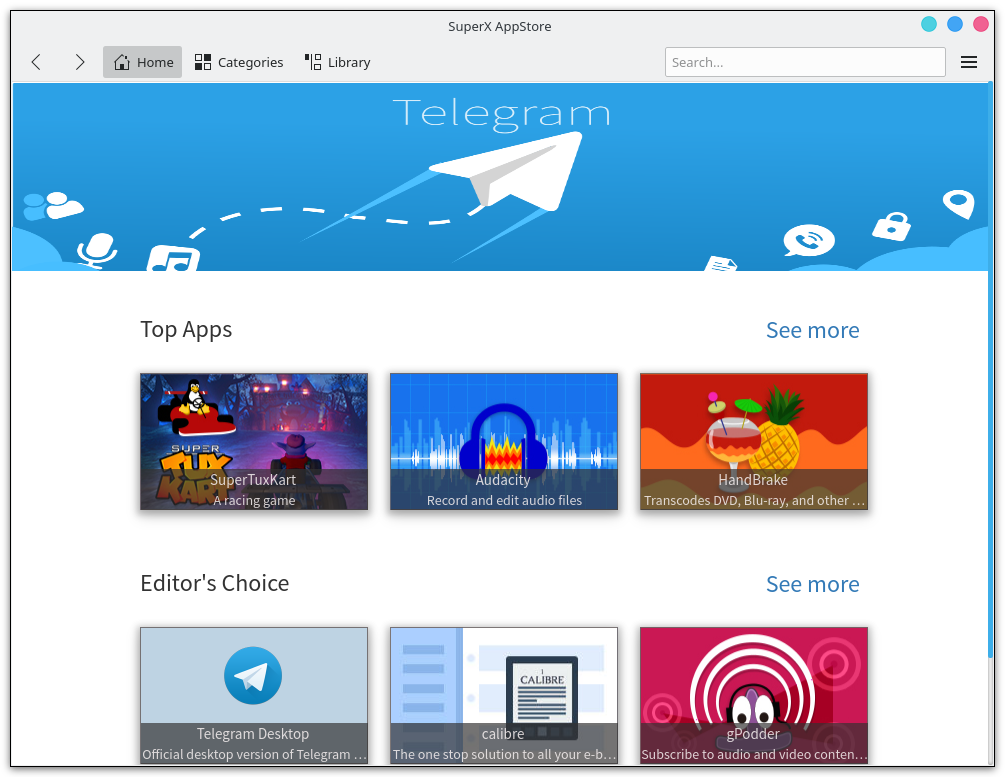 SuperX AppStore
Home
Categories
Library
Search...
Telegram
Top Apps
See more
SUPER
TUX
KART
SuperTuxKart
A racing game
Audacity
Record and edit audio files
HandBrake
Transcodes DVD, Blu-ray, and other ...
Editor's Choice
See more
Telegram Desktop
Official desktop version of Telegram ...
1
CALIBRE
calibre
The one stop solution to all your e-b...
gPodder
Subscribe to audio and video conten...